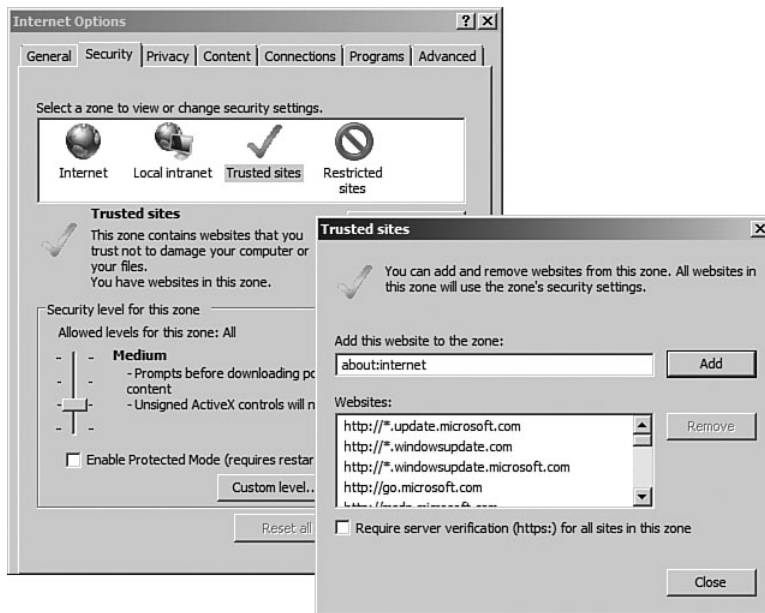 Internet Options
General Security Privacy Content Connections Programs Advanced
Select a zone to view or change security settings.
Internet Local intranet Trusted sites Restricted
sites
Trusted sites
This zone contains websites that you
trust not to damage your computer or
your files.
You have websites in this zone.
Security level for this zone
Allowed levels for this zone: All
Medium
- Prompts before downloading
content
- Unsigned ActiveX controls will
Enable Protected Mode (requires
Custom level..
Reset all
Trusted sites
You can add and remove websites from this zone. All websites in
this zone will use the zone's security settings.
Add this website to the zone:
about:internet
Add
Websites:
http://*.update.microsoft.com
http://*.windowsupdate.com
http://*.windowsupdate.microsoft.com
http://go.microsoft.com
Remove
Require server verification (https:) for all sites in this zone
Close